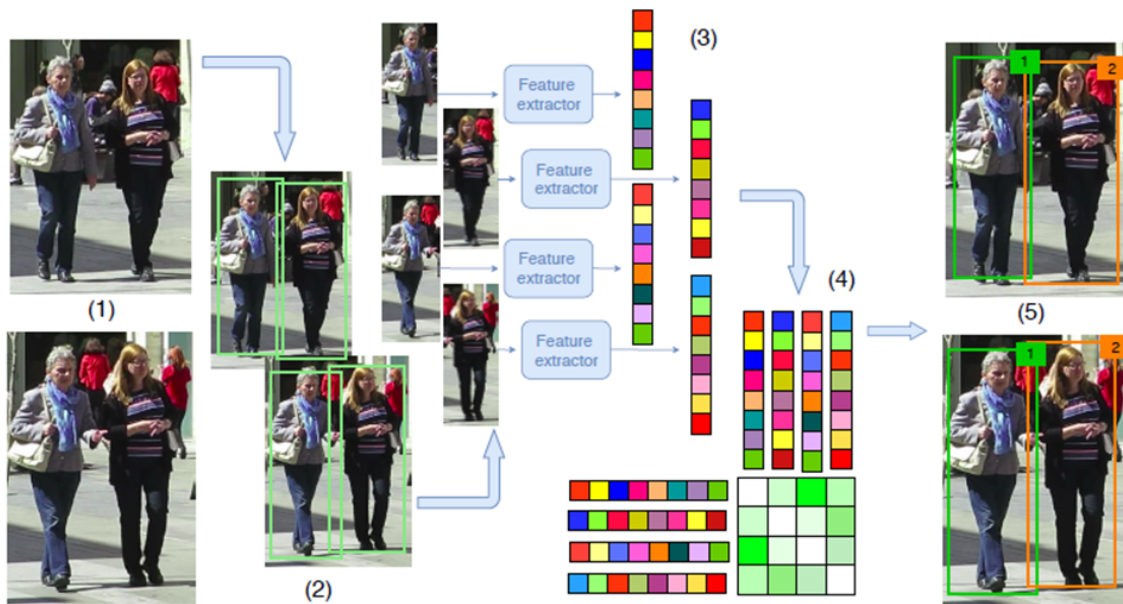 (1)
(2)
Feature
extractor
Feature
extractor
Feature
extractor
Feature
extractor
(3)
(4)
1
2
(5)
1
2